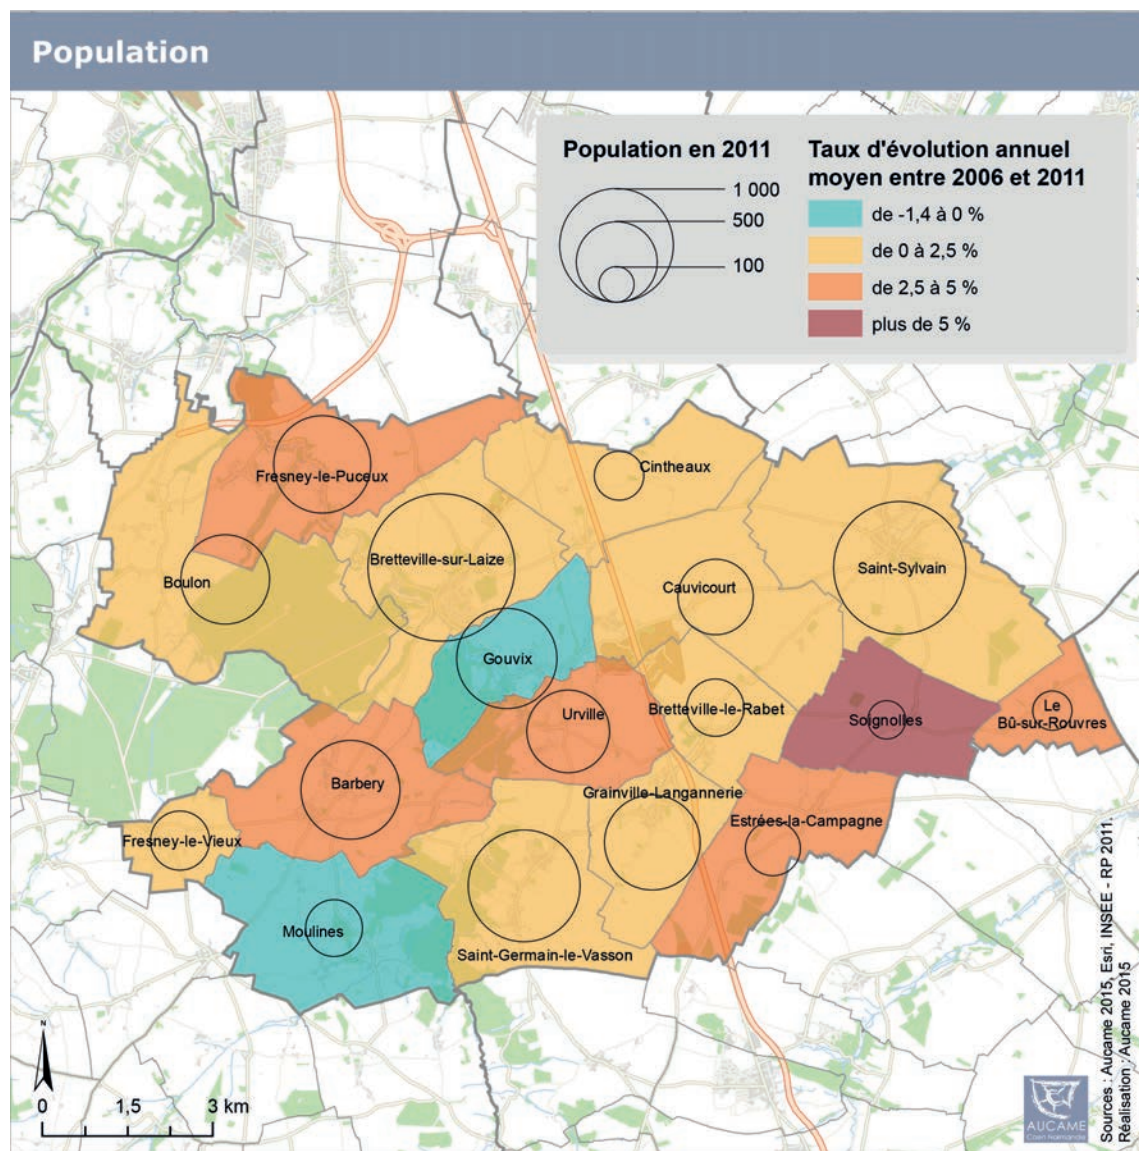 Population
Population en 2011
1 000
500
100
Taux d'évolution annuel
moyen entre 2006 et 2011
de -1,4 à 0 %
de 0 à 2,5 %
de 2,5 à 5 %
plus de 5 %
Fresney-le-Puceux
Cintheaux
Bretteville-sur-Laize
Saint-Sylvain
Boulon
Cauvicourt
Gouvix
Urville
Bretteville-le-Rabet
Soignolles
Le
Bû-sur-Rouvres
Barbery
Grainville-Langannerie
Estrées-la-Campagne
Fresney-le-Vieux
Moulines
Saint-Germain-le-Vasson
N
0 1,5 3 km
AUCAME
Caen Normandie
Sources : Aucame 2015, Esri, INSEE - RP 2011.
Réalisation : Aucame 2015